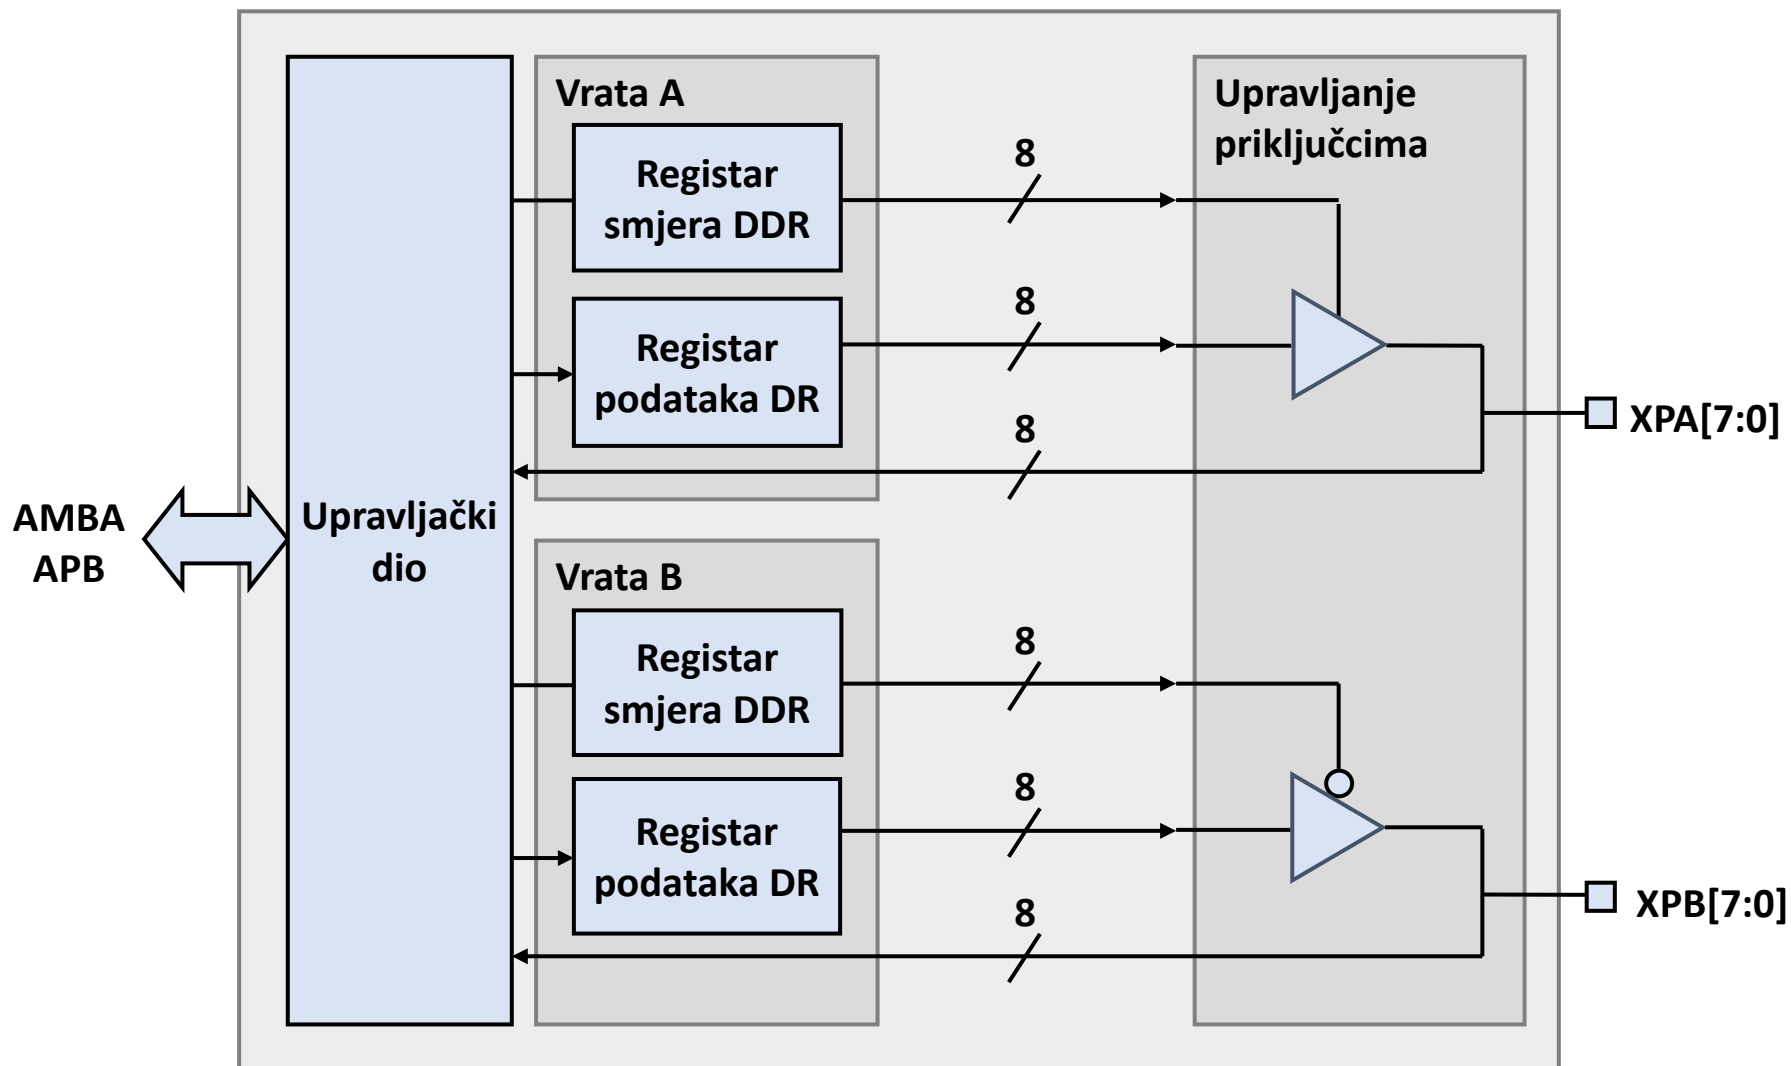 AMBA
APB
Upravljački
dio
Vrata A
Registar
smjera DDR
Registar
podataka DR
8
8
8
Upravljanje
priključcima
XPA[7:0]
Vrata B
Registar
smjera DDR
Registar
podataka DR
8
8
8
XPB[7:0]